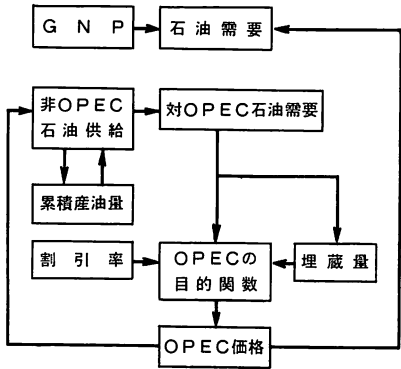 GNP
石油需要
非OPEC
石油供給
対OPEC石油需要
累積産油量
割引率
OPECの
目的関数
埋蔵量
OPEC価格